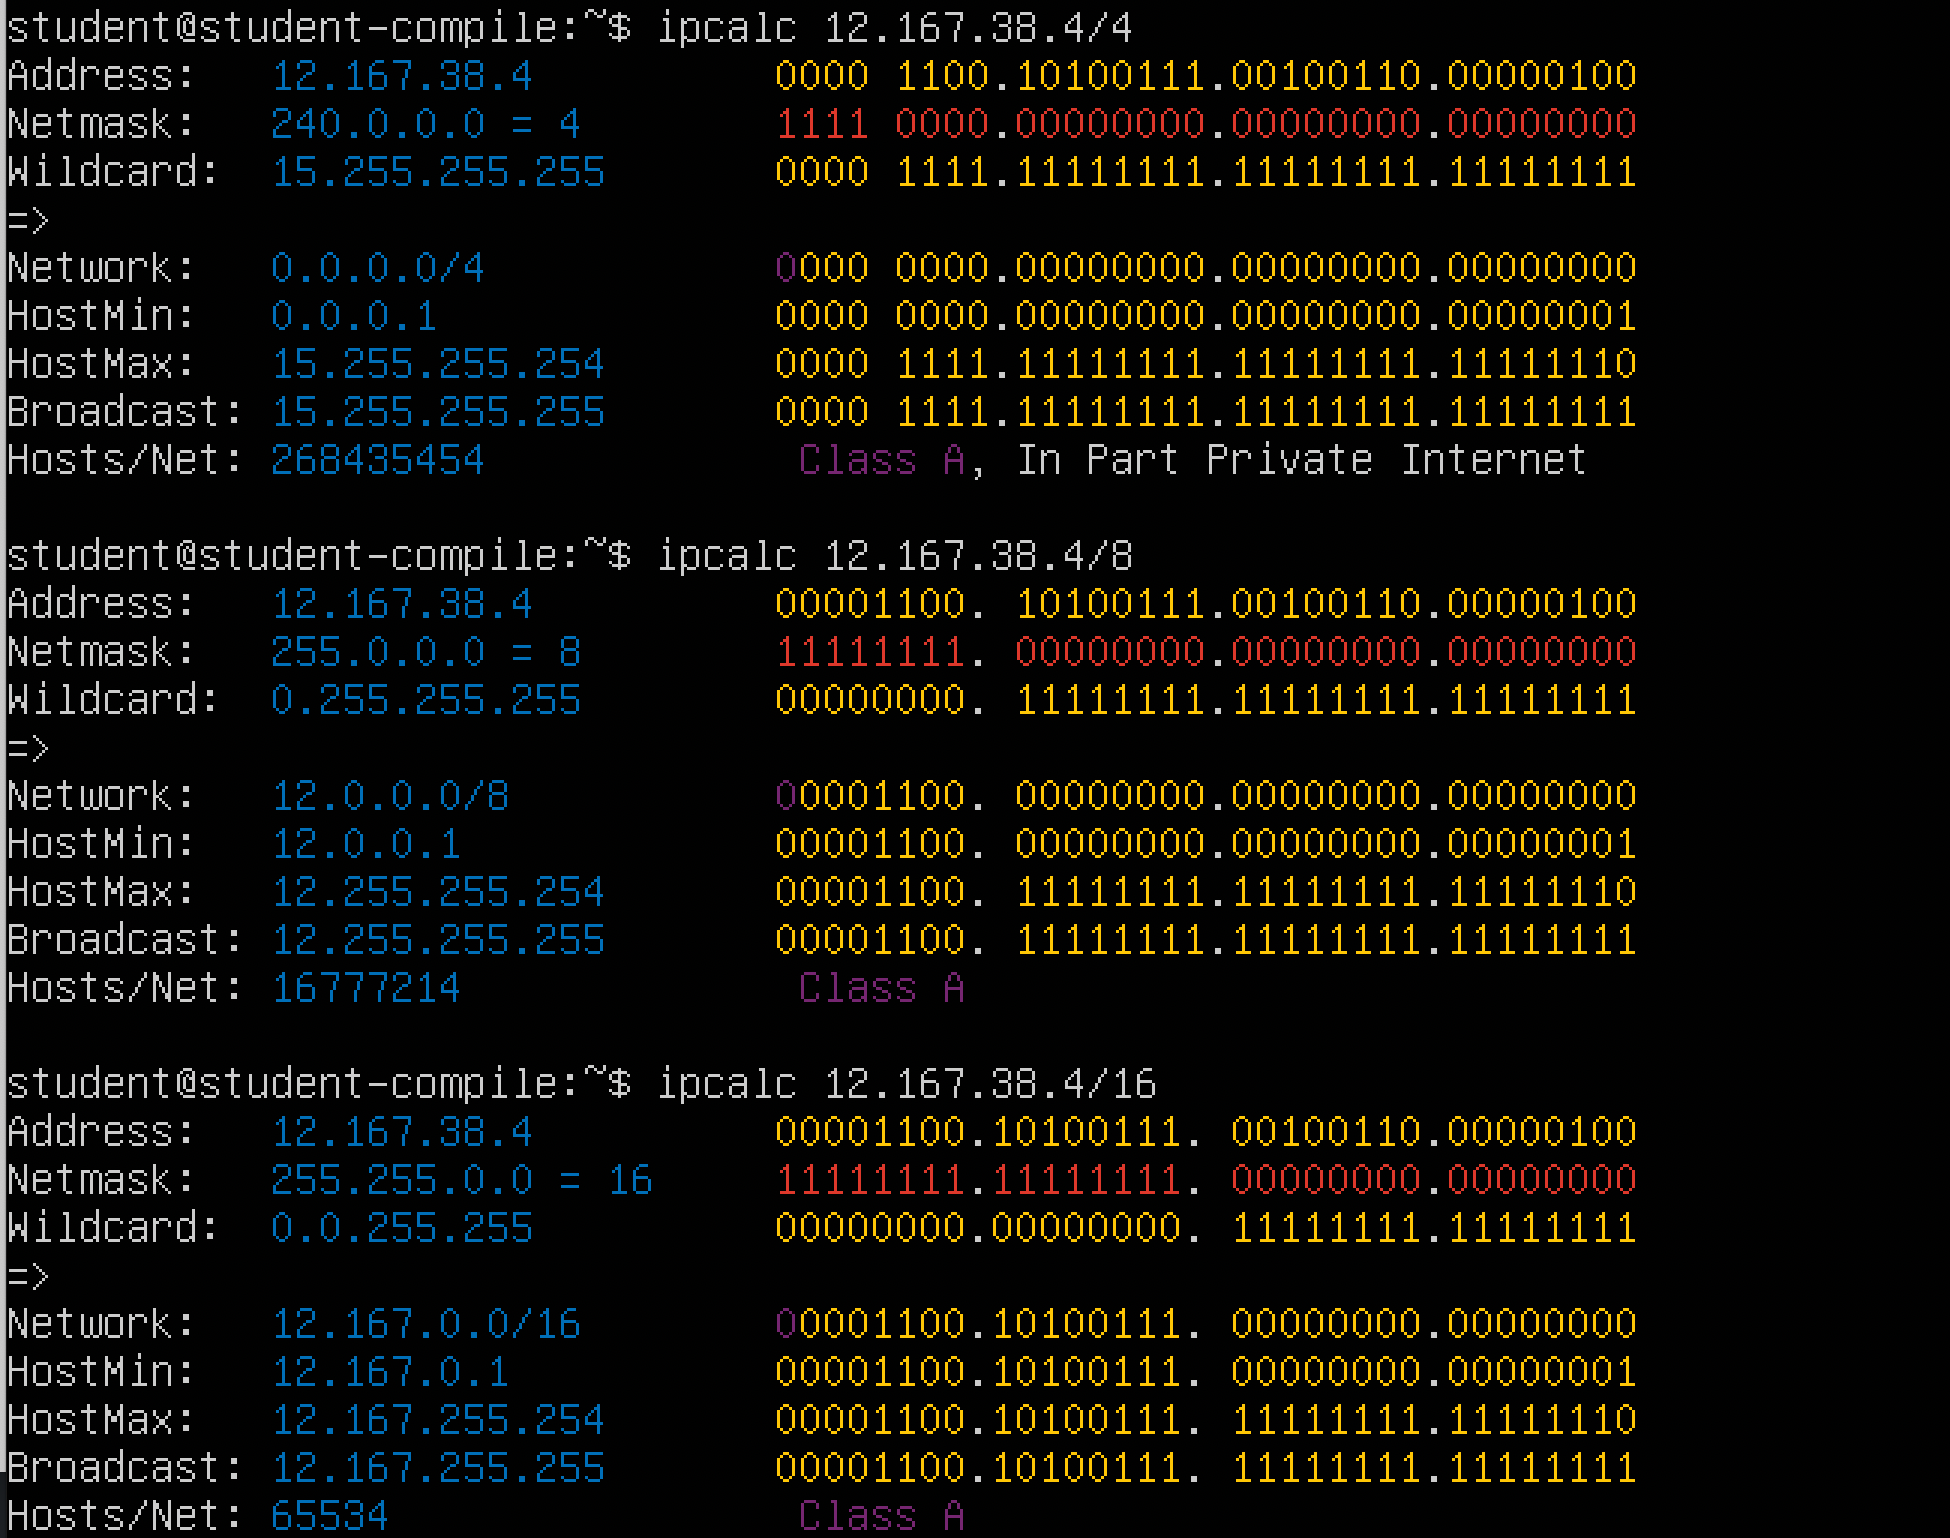 student@student-compile:~$ ipcalc 12.167.38.4/4
Address:   12.167.38.4          0000 1100.10100111.00100110.00000100
Netmask:   240.0.0.0 = 4        1111 0000.00000000.00000000.00000000
Wildcard:  15.255.255.255       0000 1111.11111111.11111111.11111111
=>
Network:   0.0.0.0/4            0000 0000.00000000.00000000.00000000
HostMin:   0.0.0.1              0000 0000.00000000.00000000.00000001
HostMax:   15.255.255.254       0000 1111.11111111.11111111.11111110
Broadcast: 15.255.255.255       0000 1111.11111111.11111111.11111111
Hosts/Net: 268435454             Class A, In Part Private Internet
student@student-compile:~$ ipcalc 12.167.38.4/8
Address:   12.167.38.4          00001100. 10100111.00100110.00000100
Netmask:   255.0.0.0 = 8        11111111. 00000000.00000000.00000000
Wildcard:  0.255.255.255        00000000. 11111111.11111111.11111111
=>
Network:   12.0.0.0/8           00001100. 00000000.00000000.00000000
HostMin:   12.0.0.1             00001100. 00000000.00000000.00000001
HostMax:   12.255.255.254       00001100. 11111111.11111111.11111110
Broadcast: 12.255.255.255       00001100. 11111111.11111111.11111111
Hosts/Net: 16777214              Class A
student@student-compile:~$ ipcalc 12.167.38.4/16
Address:   12.167.38.4          00001100.10100111. 00100110.00000100
Netmask:   255.255.0.0 = 16     11111111.11111111. 00000000.00000000
Wildcard:  0.0.255.255          00000000.00000000. 11111111.11111111
=>
Network:   12.167.0.0/16        00001100.10100111. 00000000.00000000
HostMin:   12.167.0.1           00001100.10100111. 00000000.00000001
HostMax:   12.167.255.254       00001100.10100111. 11111111.11111110
Broadcast: 12.167.255.255       00001100.10100111. 11111111.11111111
Hosts/Net: 65534                 Class A